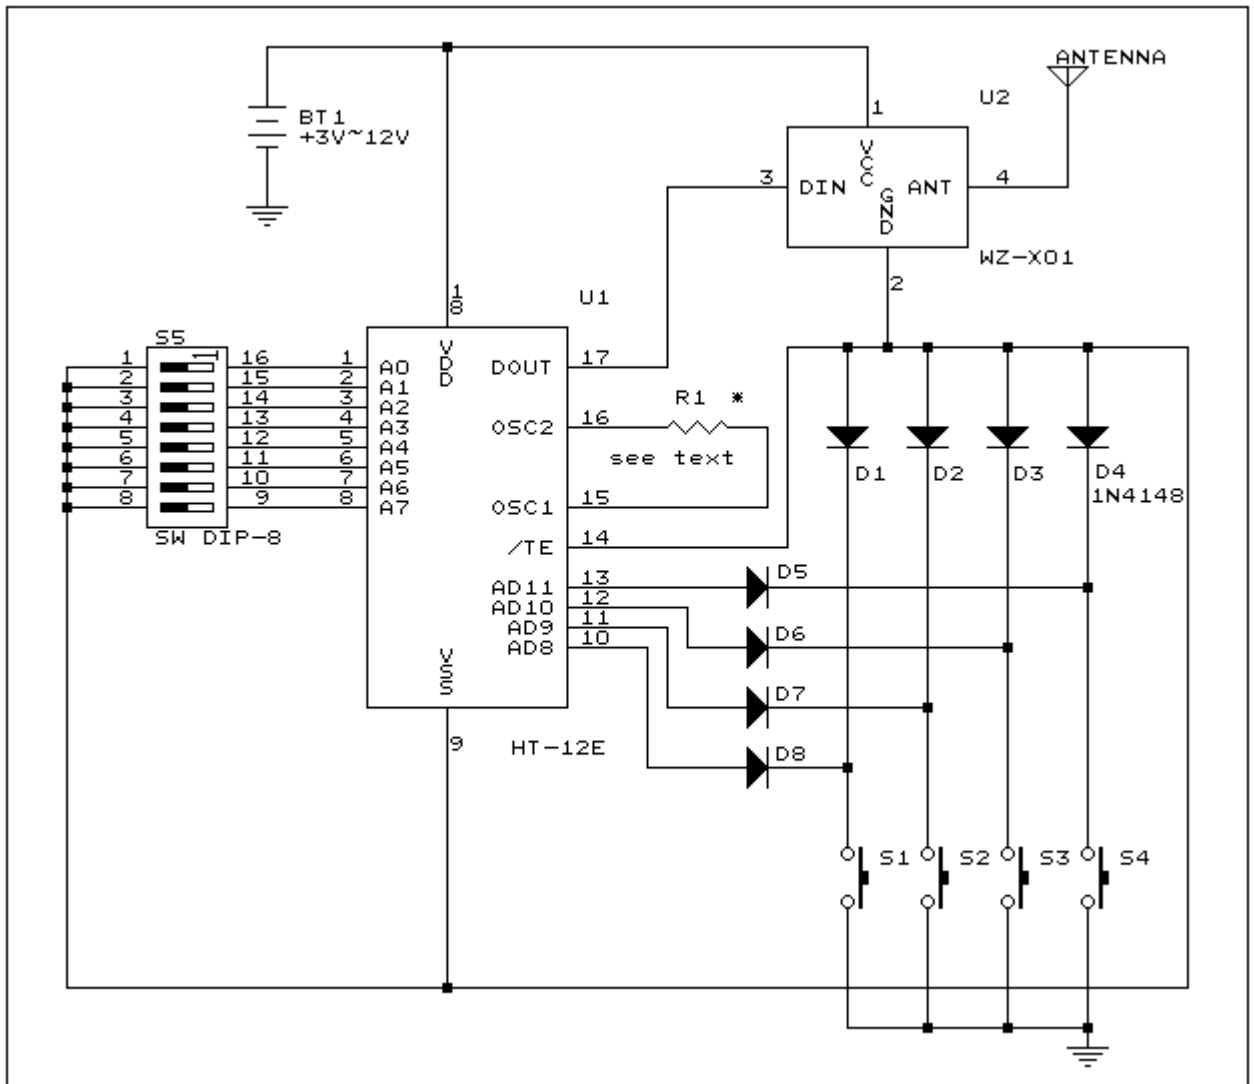 ANTENNA
BT1
+3V~12V
U2
1
VCC
3
DIN
ANT
4
GND
WZ-X01
2
U1
18
VDD
S5
1 16 1 A0
2 15 2 A1
3 14 3 A2
4 13 4 A3
5 12 5 A4
6 11 6 A5
7 10 7 A6
8 9 8 A7
1
SW DIP-8
DOUT 17
OSC2 16
R1 *
see text
OSC1 15
/TE 14
AD11 13
AD10 12
AD9 11
AD8 10
VSS
9
HT-12E
D1
D2
D3
D4
1N4148
D5
D6
D7
D8
S1
S2
S3
S4